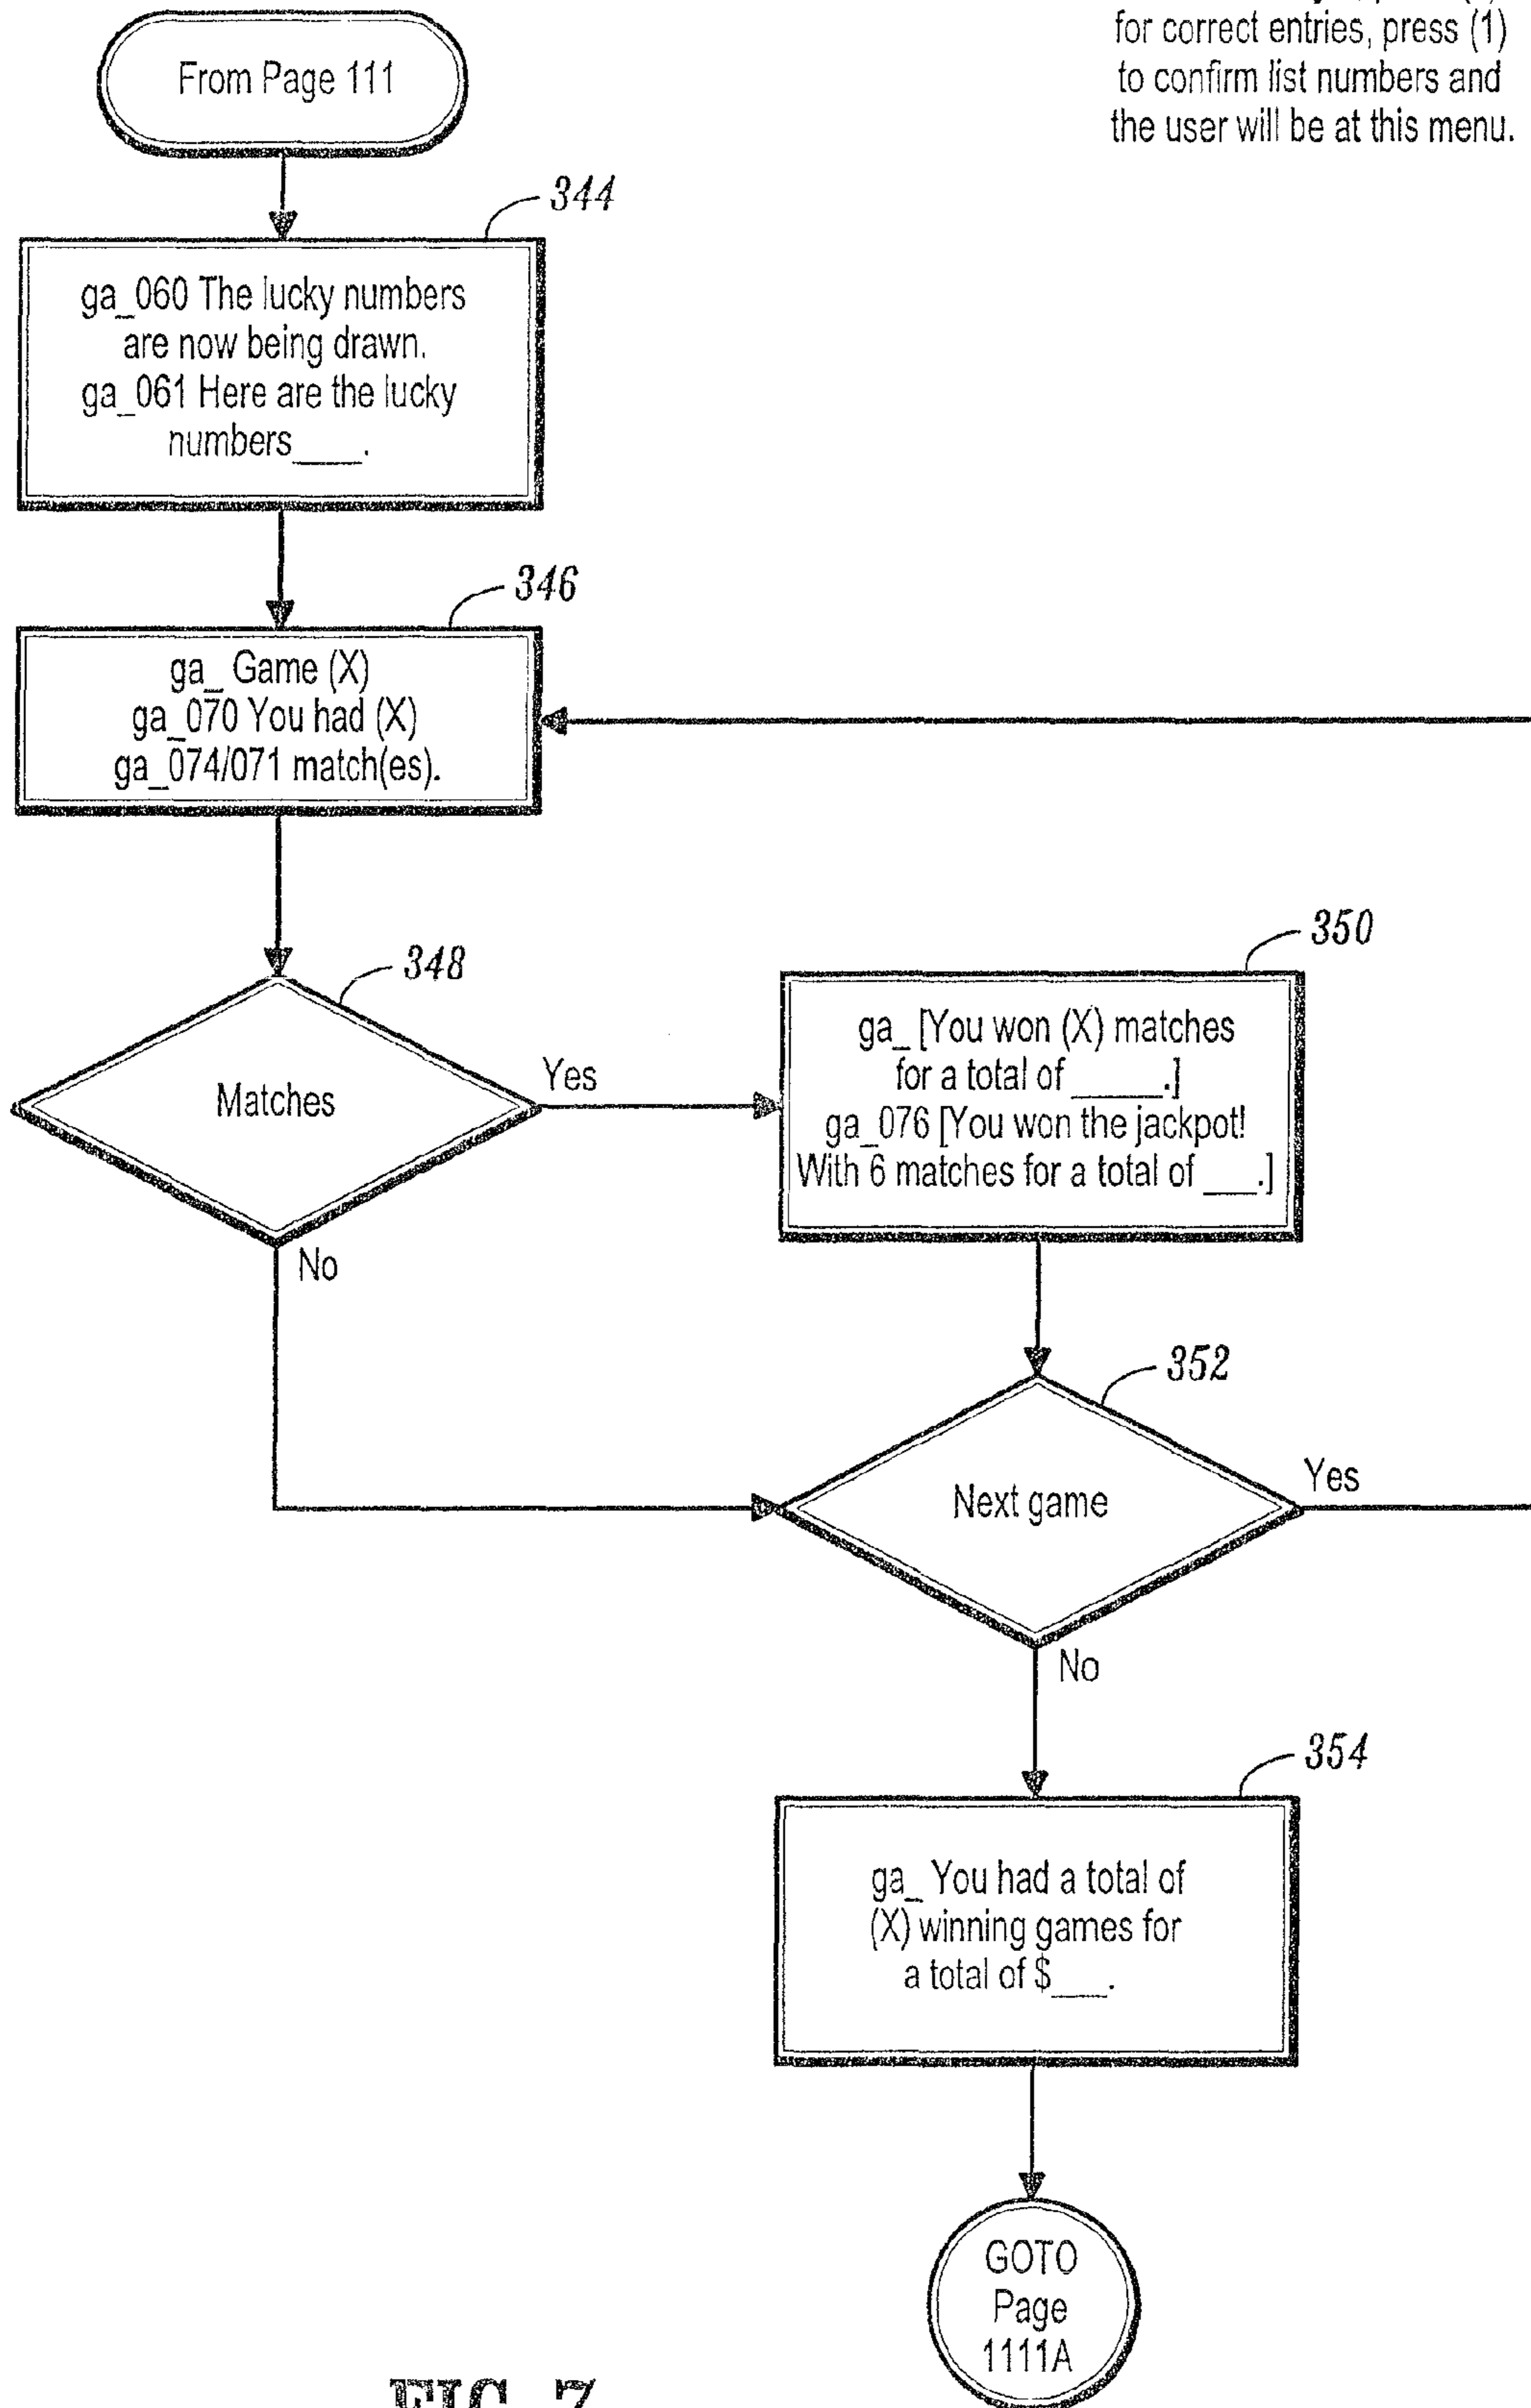 for correct entries, press (1)
to confirm list numbers and
the user will be at this menu.
From Page 111
344
ga_060 The lucky numbers
are now being drawn.
ga_061 Here are the lucky
numbers___.
346
ga_ Game (X)
ga_070 You had (X)
ga_074/071 match(es).
348
Matches
Yes
No
350
ga_ [You won (X) matches
for a total of ____.]
ga_076 [You won the jackpot!
With 6 matches for a total of ___.]
352
Next game
Yes
No
354
ga_ You had a total of
(X) winning games for
a total of $___.
GOTO
Page
1111A
FIG. 7